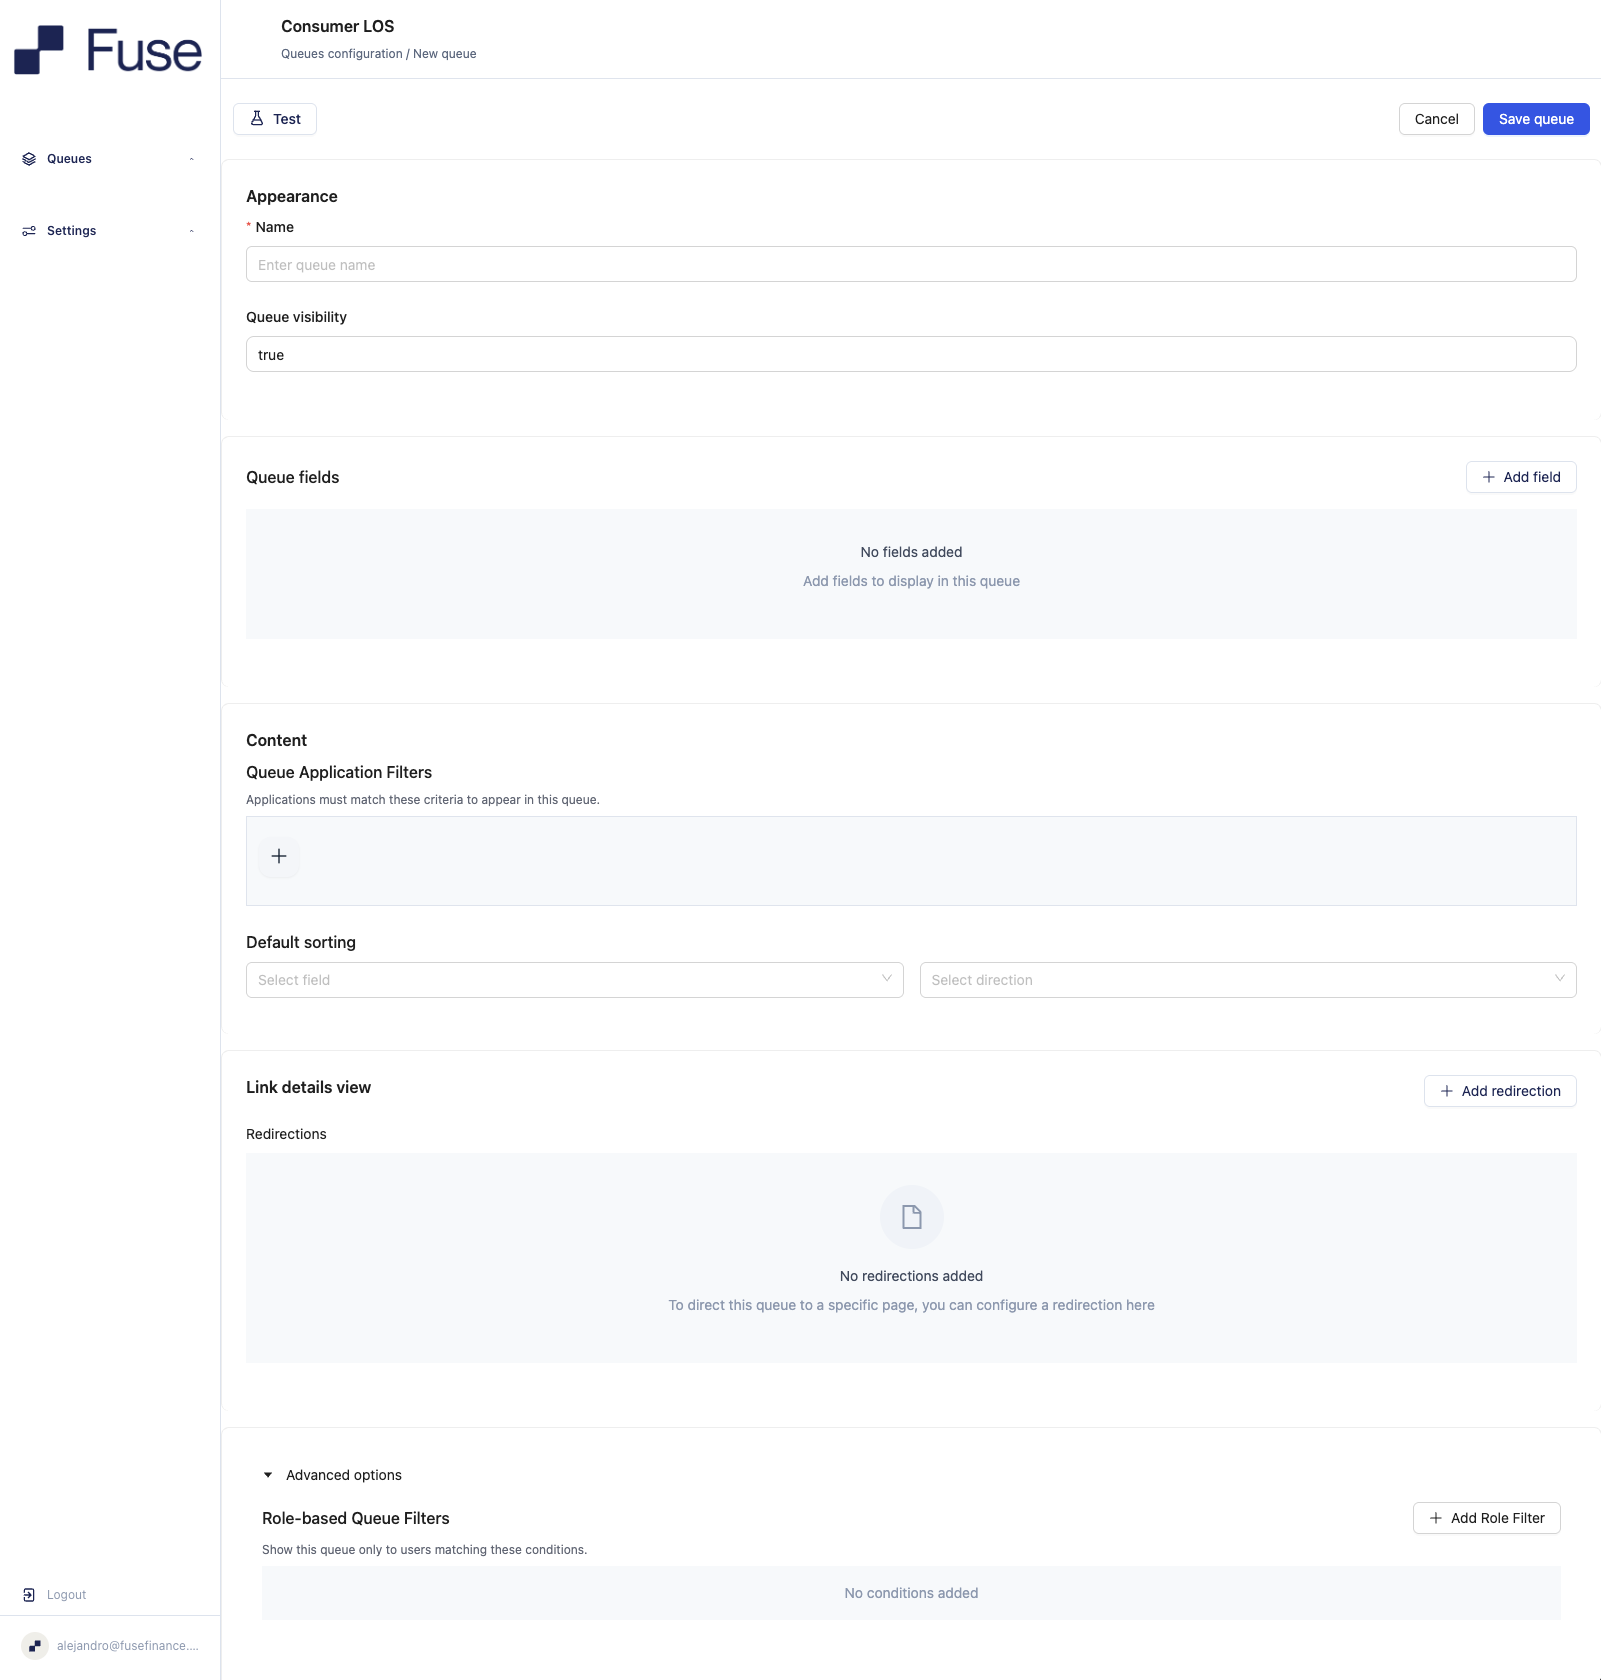 Fuse
Consumer LOS
Queues configuration / New queue
Test
Cancel
Save queue
Queues
Settings
Appearance
* Name
Enter queue name
Queue visibility
true
Queue fields
Add field
No fields added
Add fields to display in this queue
Content
Queue Application Filters
Applications must match these criteria to appear in this queue.
Default sorting
Select field
Select direction
Link details view
Add redirection
Redirections
No redirections added
To direct this queue to a specific page, you can configure a redirection here
Advanced options
Role-based Queue Filters
Add Role Filter
Show this queue only to users matching these conditions.
No conditions added
Logout
alejandro@fusefinance....